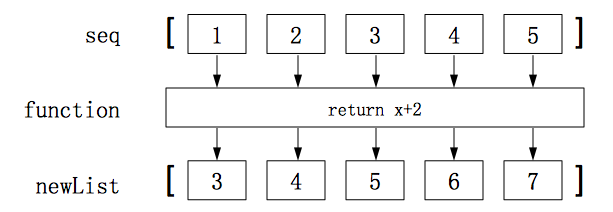 seq [ 1 2 3 4 5 ]
function return x+2
newList [ 3 4 5 6 7 ]